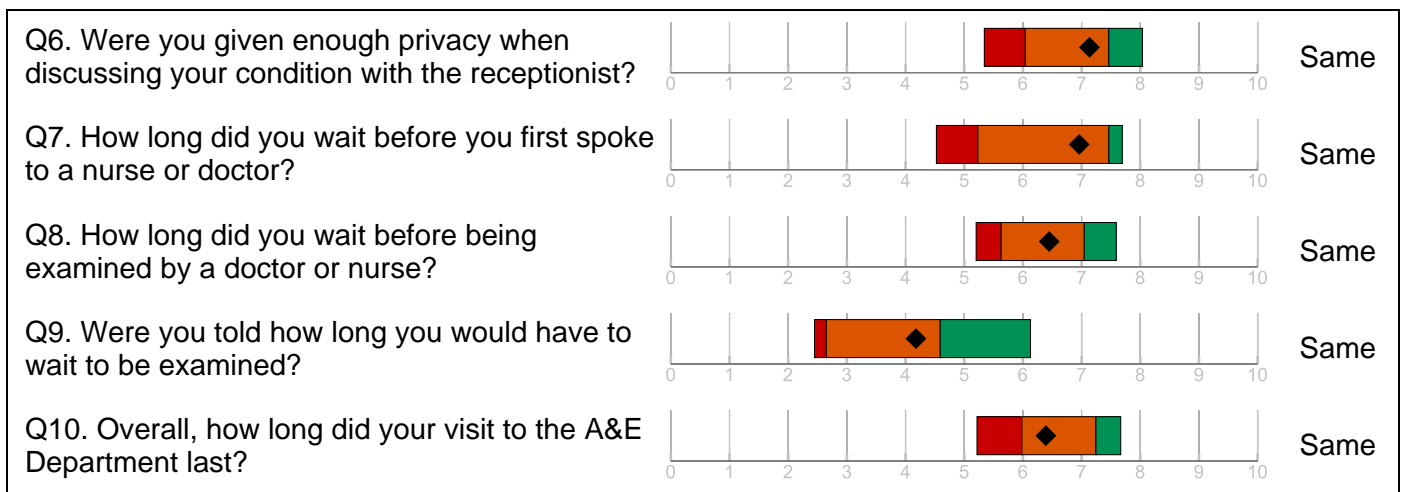 Q6. Were you given enough privacy when
discussing your condition with the receptionist?
0 1 2 3 4 5 6 7 8 9 10
Same
Q7. How long did you wait before you first spoke
to a nurse or doctor?
0 1 2 3 4 5 6 7 8 9 10
Same
Q8. How long did you wait before being
examined by a doctor or nurse?
0 1 2 3 4 5 6 7 8 9 10
Same
Q9. Were you told how long you would have to
wait to be examined?
0 1 2 3 4 5 6 7 8 9 10
Same
Q10. Overall, how long did your visit to the A&E
Department last?
0 1 2 3 4 5 6 7 8 9 10
Same